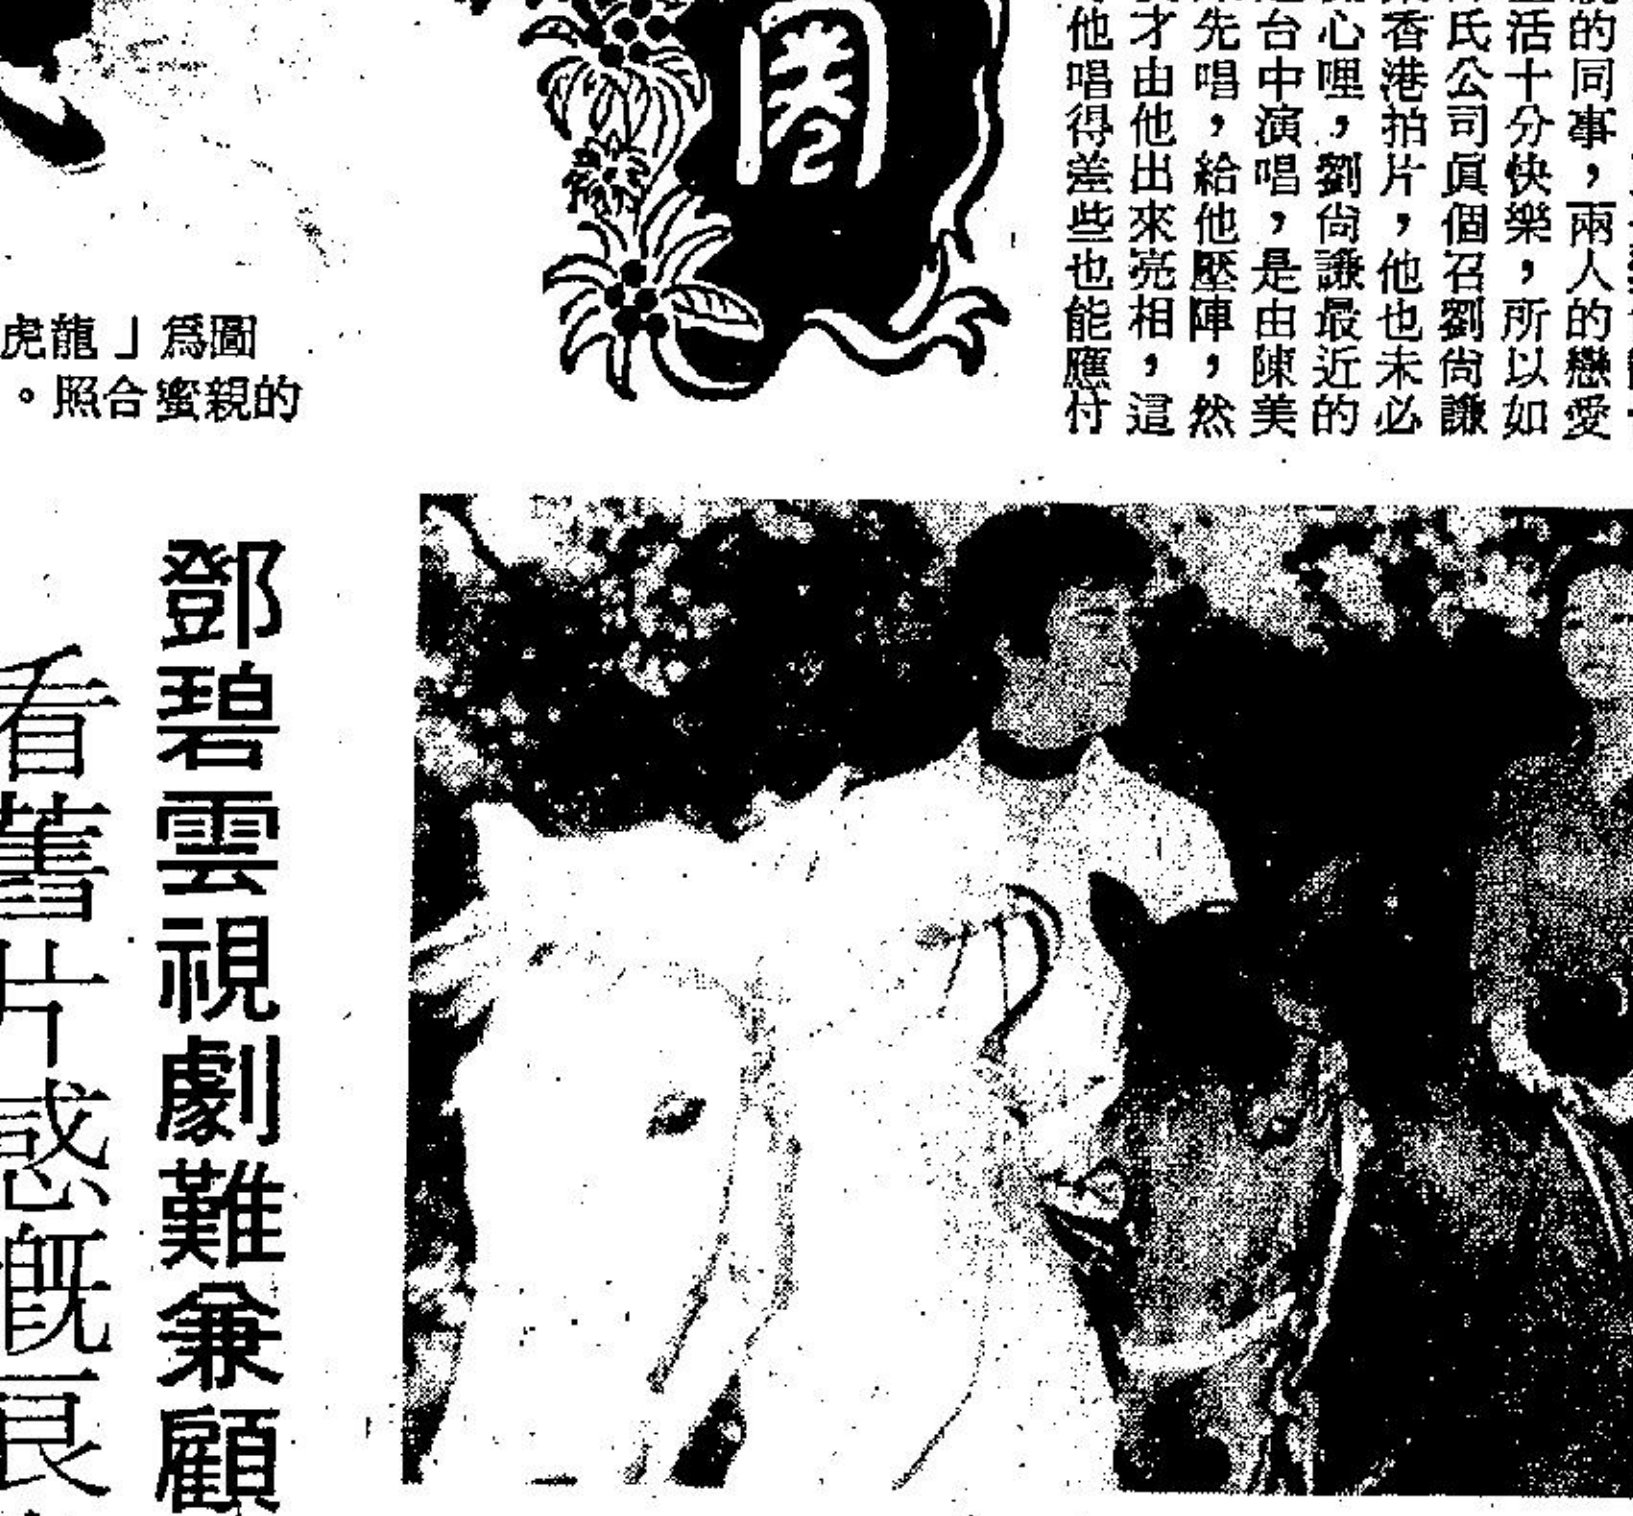 的同事，兩人的戀愛
活十分快樂，所以如
氏公司眞個召劉尙謙
香港拍片，他也未必
心哩，劉尙謙最近的
台中演唱，是由陳美
先唱，給他壓陣，然
才由他出來亮相，這
他唱得差些也能應付
圈
圖爲「龍虎
的親蜜合照。
鄧碧雲視劇難兼顧
看舊片感慨良